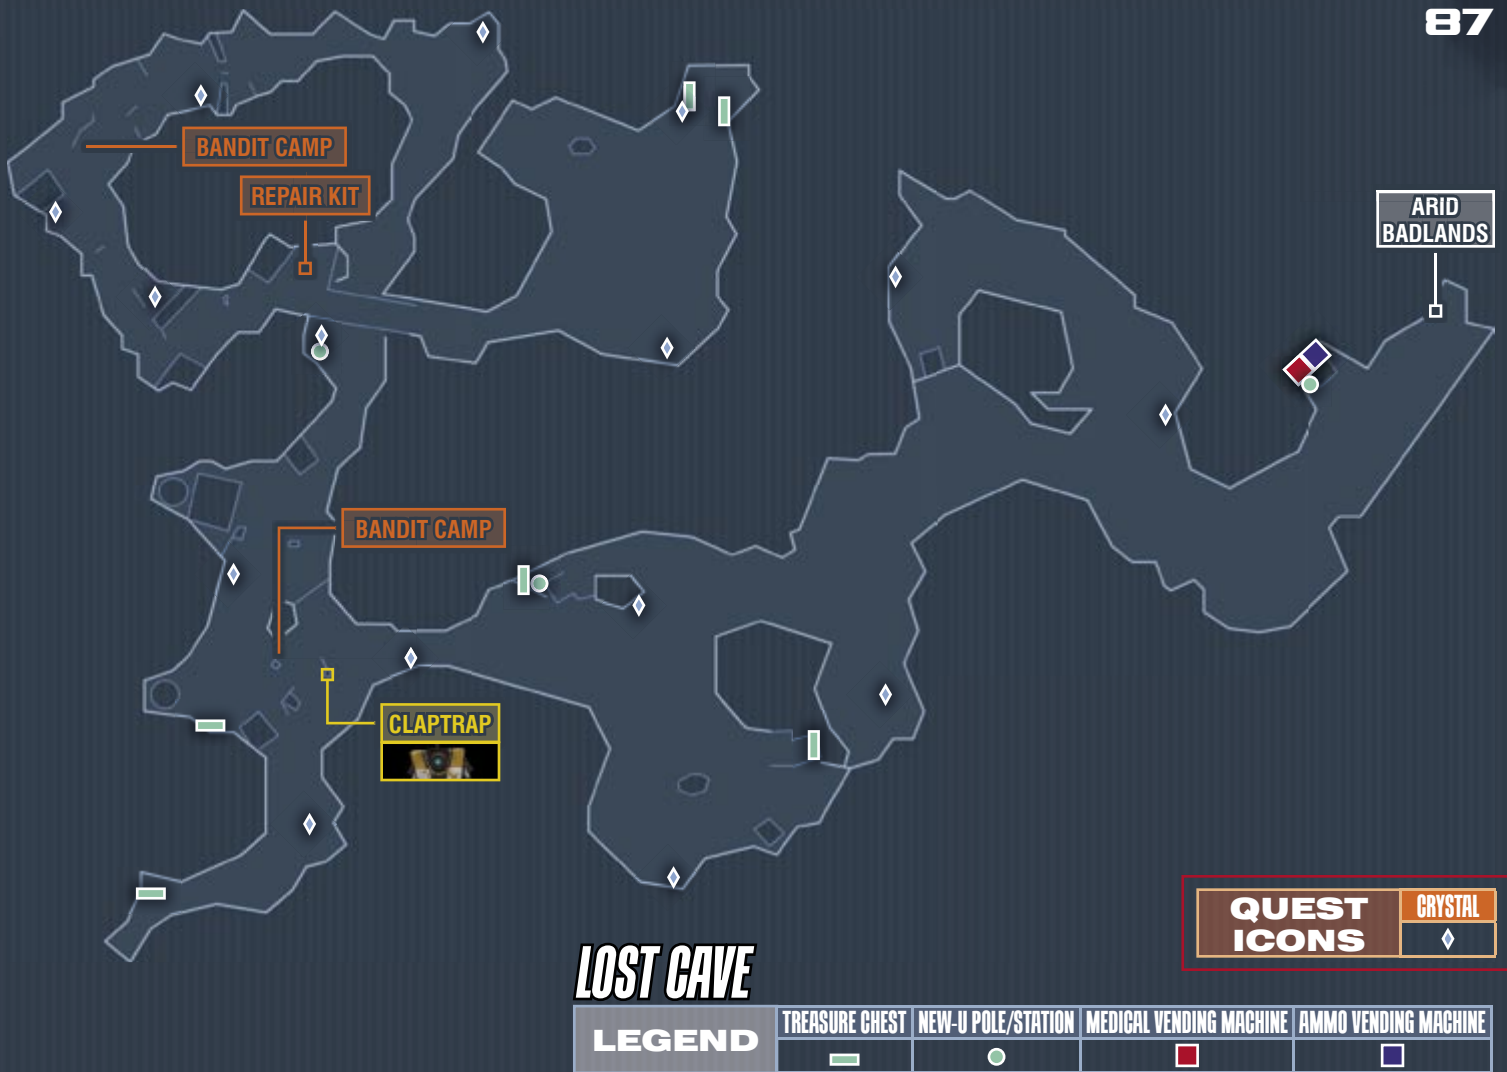 87
BANDIT CAMP
REPAIR KIT
ARID
BADLANDS
BANDIT CAMP
CLAPTRAP
QUEST
ICONS
CRYSTAL
LOST CAVE
LEGEND
TREASURE CHEST
NEW-U POLE/STATION
MEDICAL VENDING MACHINE
AMMO VENDING MACHINE